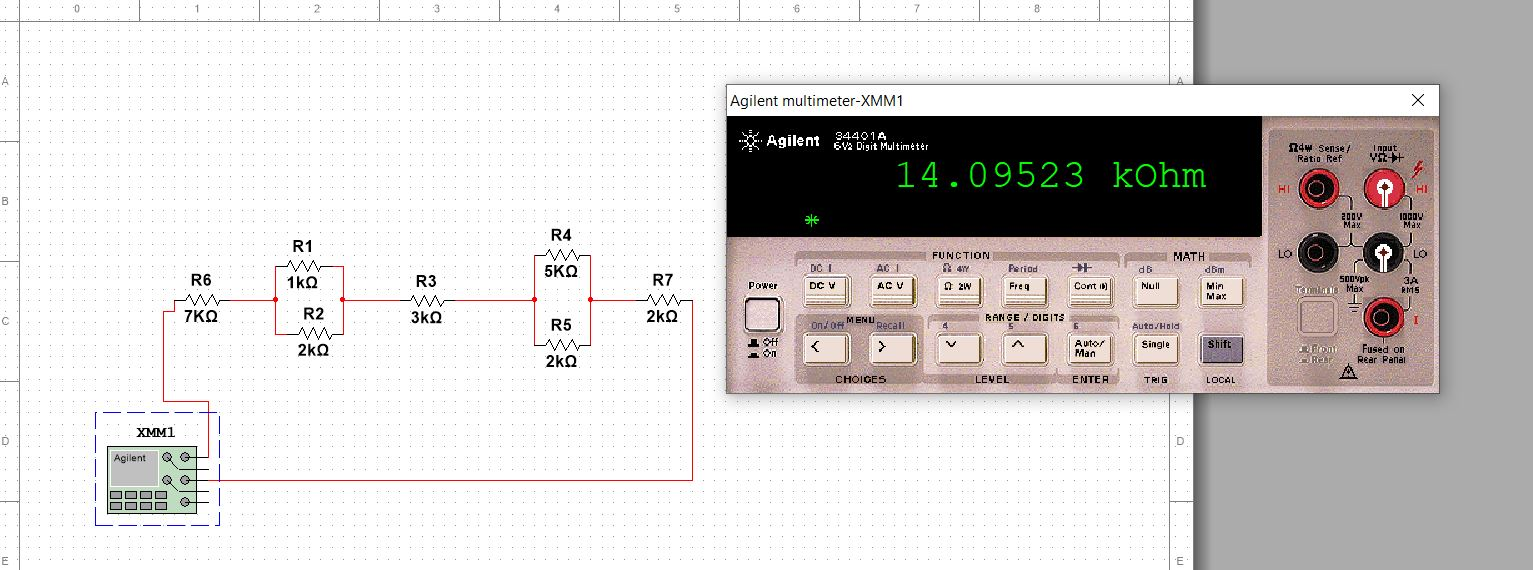 0 1 2 3 4 5 6 7 8
A
B
C
D
E
A
D
E
R6
7KΩ
R1
1kΩ
R2
2kΩ
R3
3kΩ
R4
5KΩ
R5
2kΩ
R7
2kΩ
XMM1
Agilent
Agilent multimeter-XMM1
Agilent 34401A
6½ Digit Multimeter
14.09523 kOhm
FUNCTION
MATH
DC I AC I Ω 4W Period dB dBm
Power
DC V AC V Ω 2W Freq Cont Null Min Max
MENU
RANGE / DIGITS
On/Off Recall 4 5 6 Auto/Hold
< > Auto/Man Single Shift
Off
On
CHOICES LEVEL ENTER TRIG LOCAL
Ω4W Sense/
Ratio Ref
Input
VΩ
HI HI
200V
Max
1000V
Max
LO LO
500Vpk
Max
3A
RMS
I
Fused on
Rear Panel